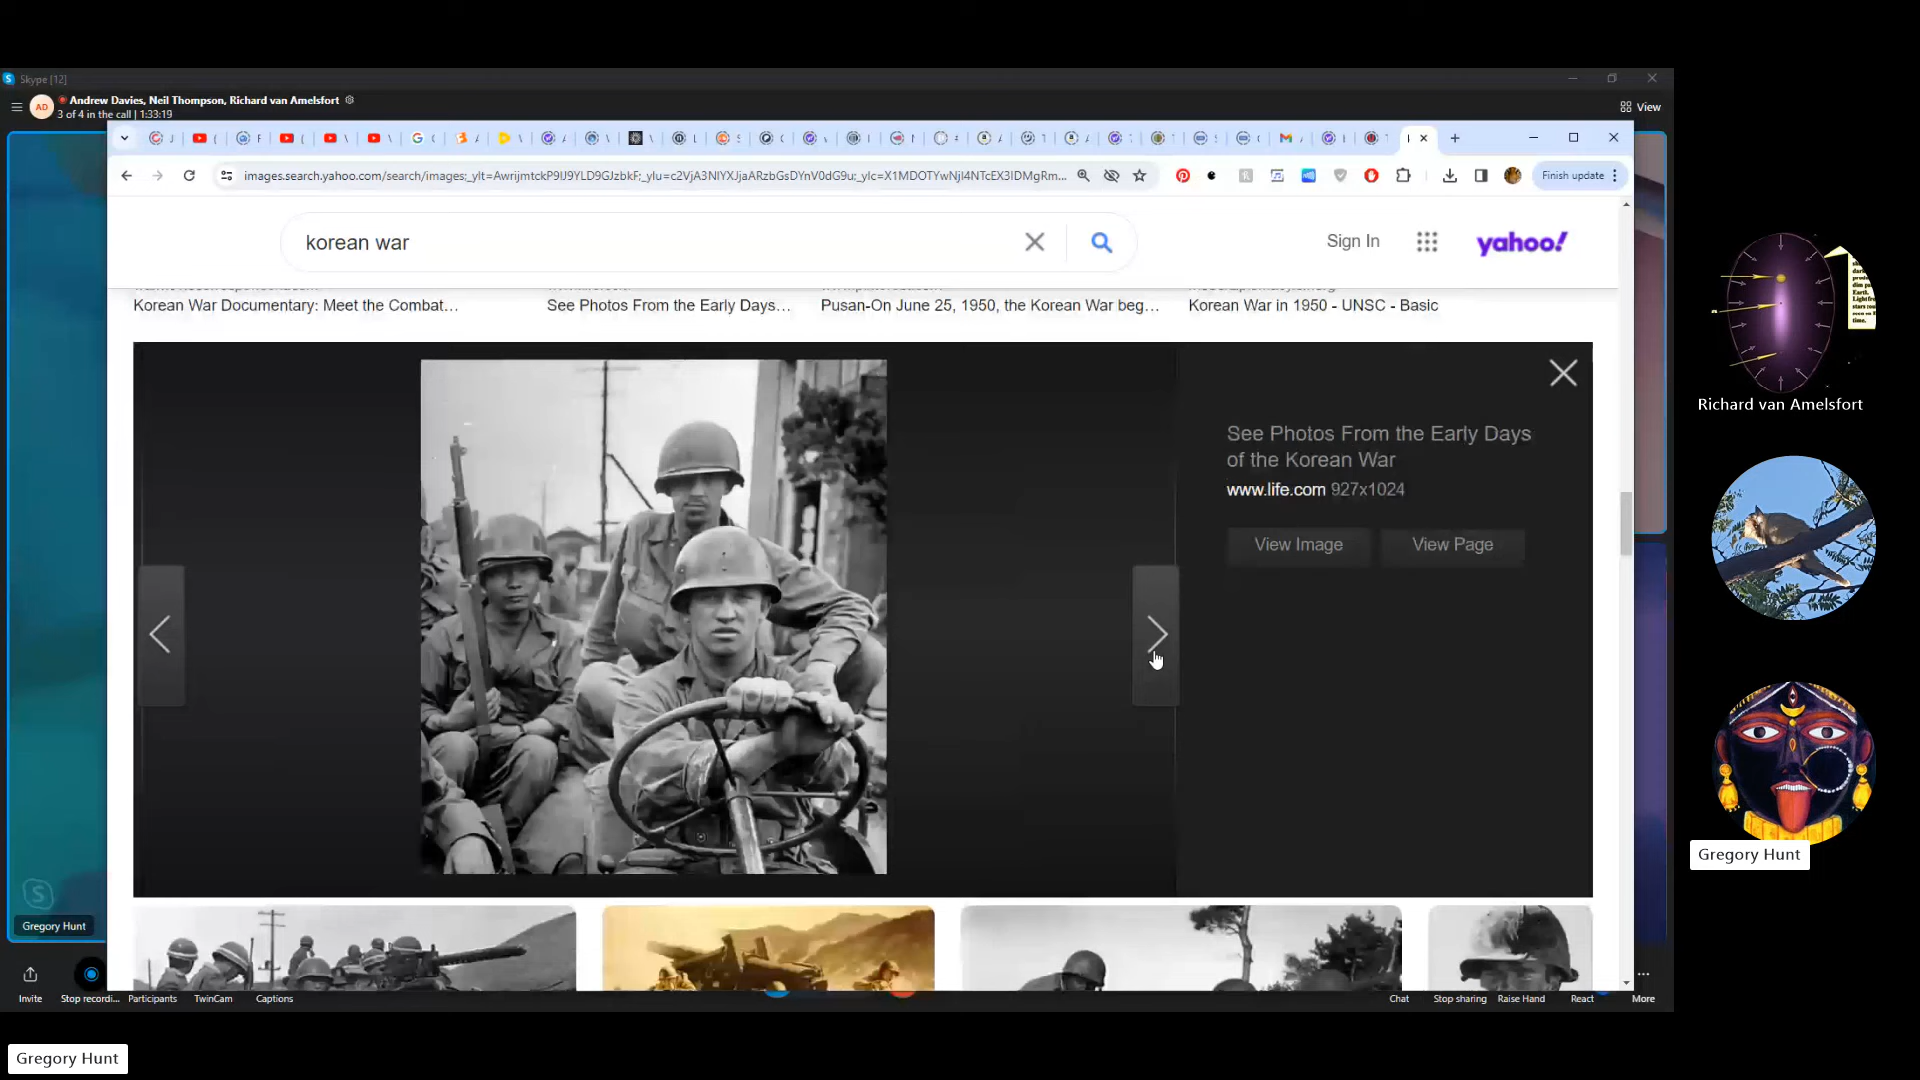 Skype [12]
AD
Andrew Davies, Neil Thompson, Richard van Amelsfort
3 of 4 in the call | 1:33:19
View
images.search.yahoo.com/search/images;_ylt=AwrijmtckP9lJ9YLD9GJzbkF;_ylu=c2VjA3NlYXJjaARzbGsDYnV0dG9u;_ylc=X1MDOTYwNjI4NTcEX3IDMgRm...
Finish update
korean war
Sign In
yahoo!
Korean War Documentary: Meet the Combat...
See Photos From the Early Days...
Pusan-On June 25, 1950, the Korean War beg...
Korean War in 1950 - UNSC - Basic
See Photos From the Early Days
of the Korean War
www.life.com 927x1024
View Image
View Page
Gregory Hunt
Invite
Stop recordi...
Participants
TwinCam
Captions
Chat
Stop sharing
Raise Hand
React
More
Richard van Amelsfort
Gregory Hunt
Gregory Hunt